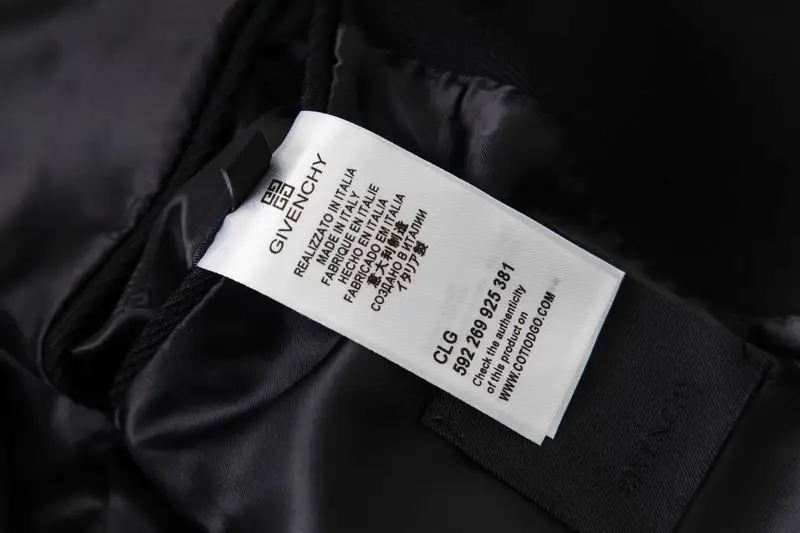 GIVENCHY
REALIZZATO IN ITALIA
MADE IN ITALY
FABRIQUE EN ITALIE
HECHO EN ITALIA
FABRICADO EM ITALIA
意大利制造
СОЗДАНО В ИТАЛИИ
イタリア製
CLG
592 269 925 381
Check the authenticity
of this product on
WWW.COTIODGO.COM
GIVENCHY